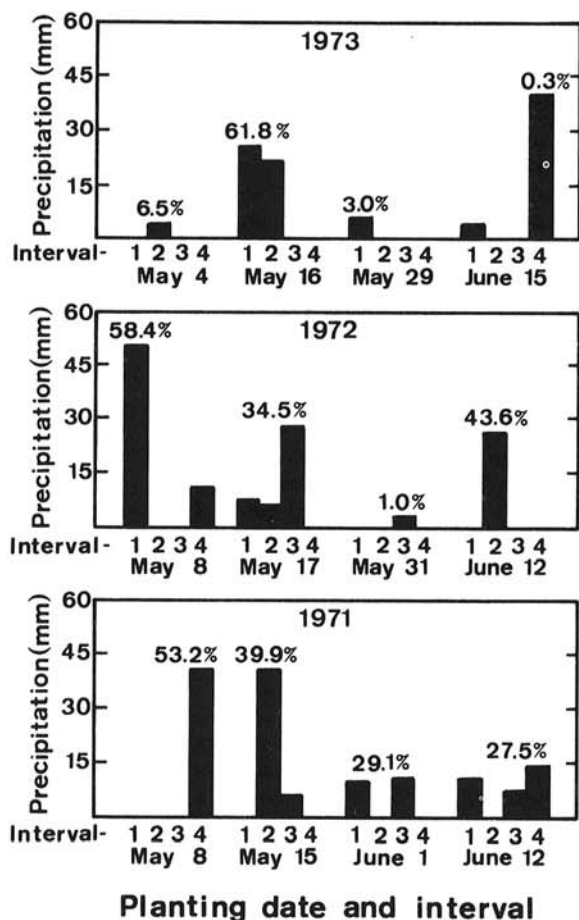 60
1973
Precipitation (mm)
45
30
15
6.5%
61.8 %
3.0%
0.3%
Interval- 1 2 3 4 1 2 3 4 1 2 3 4 1 2 3 4
May 4 May 16 May 29 June 15
60
58.4%
1972
Precipitation(mm)
45
30
15
34.5%
1.0%
43.6%
Interval- 1 2 3 4 1 2 3 4 1 2 3 4 1 2 3 4
May 8 May 17 May 31 June 12
60
1971
Precipitation(mm)
45
30
15
53.2% 39.9%
29.1%
27.5%
Interval- 1 2 3 4 1 2 3 4 1 2 3 4 1 2 3 4
May 8 May 15 June 1 June 12
Planting date and interval